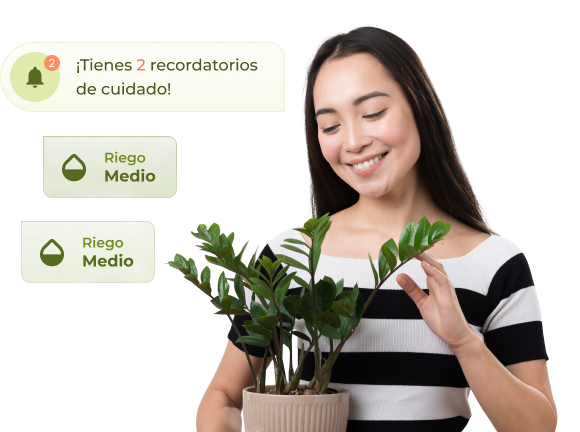 2
¡Tienes 2 recordatorios
de cuidado!
Riego
Medio
Riego
Medio